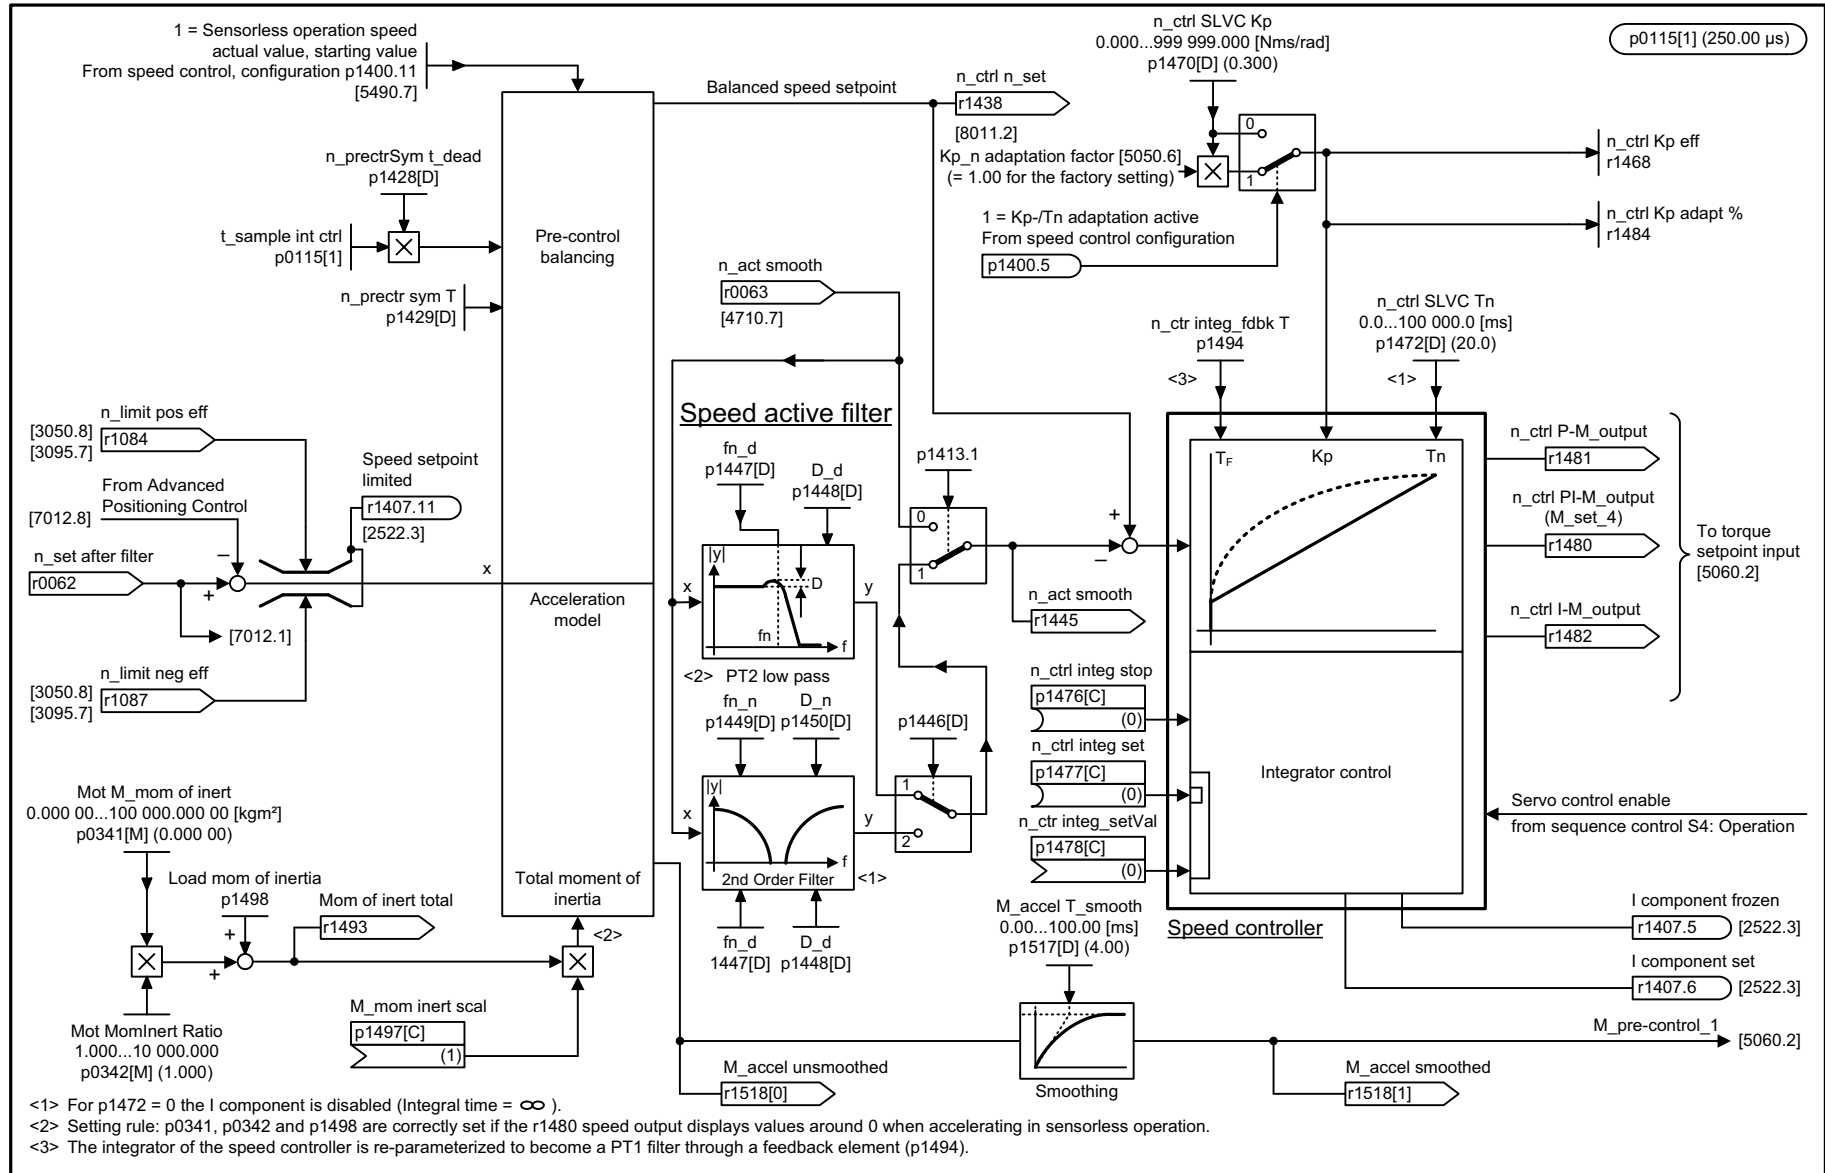 1 = Sensorless operation speed
actual value, starting value
From speed control, configuration p1400.11
[5490.7]
n_ctrl SLVC Kp
0.000...999 999.000 [Nms/rad]
p1470[D] (0.300)
p0115[1] (250.00 µs)
Balanced speed setpoint
n_ctrl n_set
r1438
[8011.2]
Kp_n adaptation factor [5050.6]
(= 1.00 for the factory setting)
0
1
n_ctrl Kp eff
r1468
n_ctrl Kp adapt %
r1484
1 = Kp-/Tn adaptation active
From speed control configuration
p1400.5
n_prectrSym t_dead
p1428[D]
t_sample int ctrl
p0115[1]
n_prectr sym T
p1429[D]
Pre-control
balancing
n_act smooth
r0063
[4710.7]
n_ctr integ_fdbk T
p1494
<3>
n_ctrl SLVC Tn
0.0...100 000.0 [ms]
p1472[D] (20.0)
<1>
n_limit pos eff
[3050.8]
[3095.7]
r1084
From Advanced
Positioning Control
[7012.8]
Speed setpoint
limited
r1407.11
[2522.3]
n_set after filter
r0062
–
+
x
[7012.1]
n_limit neg eff
[3050.8]
[3095.7]
r1087
Acceleration
model
Speed active filter
fn_d
p1447[D]
D_d
p1448[D]
|y|
D
x
y
fn
f
<2> PT2 low pass
p1413.1
0
1
n_act smooth
r1445
+
–
T_F
Kp
Tn
n_ctrl P-M_output
r1481
n_ctrl PI-M_output
(M_set_4)
r1480
n_ctrl I-M_output
r1482
To torque
setpoint input
[5060.2]
fn_n
p1449[D]
D_n
p1450[D]
|y|
x
y
f
2nd Order Filter
<1>
fn_d
1447[D]
D_d
p1448[D]
p1446[D]
1
2
n_ctrl integ stop
p1476[C]
(0)
n_ctrl integ set
p1477[C]
(0)
n_ctr integ_setVal
p1478[C]
(0)
Integrator control
Servo control enable
from sequence control S4: Operation
Speed controller
I component frozen
r1407.5
[2522.3]
I component set
r1407.6
[2522.3]
Mot M_mom of inert
0.000 00...100 000.000 00 [kgm²]
p0341[M] (0.000 00)
Load mom of inertia
p1498
+
+
Mom of inert total
r1493
Total moment of
inertia
<2>
Mot MomInert Ratio
1.000...10 000.000
p0342[M] (1.000)
M_mom inert scal
p1497[C]
(1)
M_accel T_smooth
0.00...100.00 [ms]
p1517[D] (4.00)
Smoothing
M_accel unsmoothed
r1518[0]
M_accel smoothed
r1518[1]
M_pre-control_1
[5060.2]
<1> For p1472 = 0 the I component is disabled (Integral time = ∞ ).
<2> Setting rule: p0341, p0342 and p1498 are correctly set if the r1480 speed output displays values around 0 when accelerating in sensorless operation.
<3> The integrator of the speed controller is re-parameterized to become a PT1 filter through a feedback element (p1494).